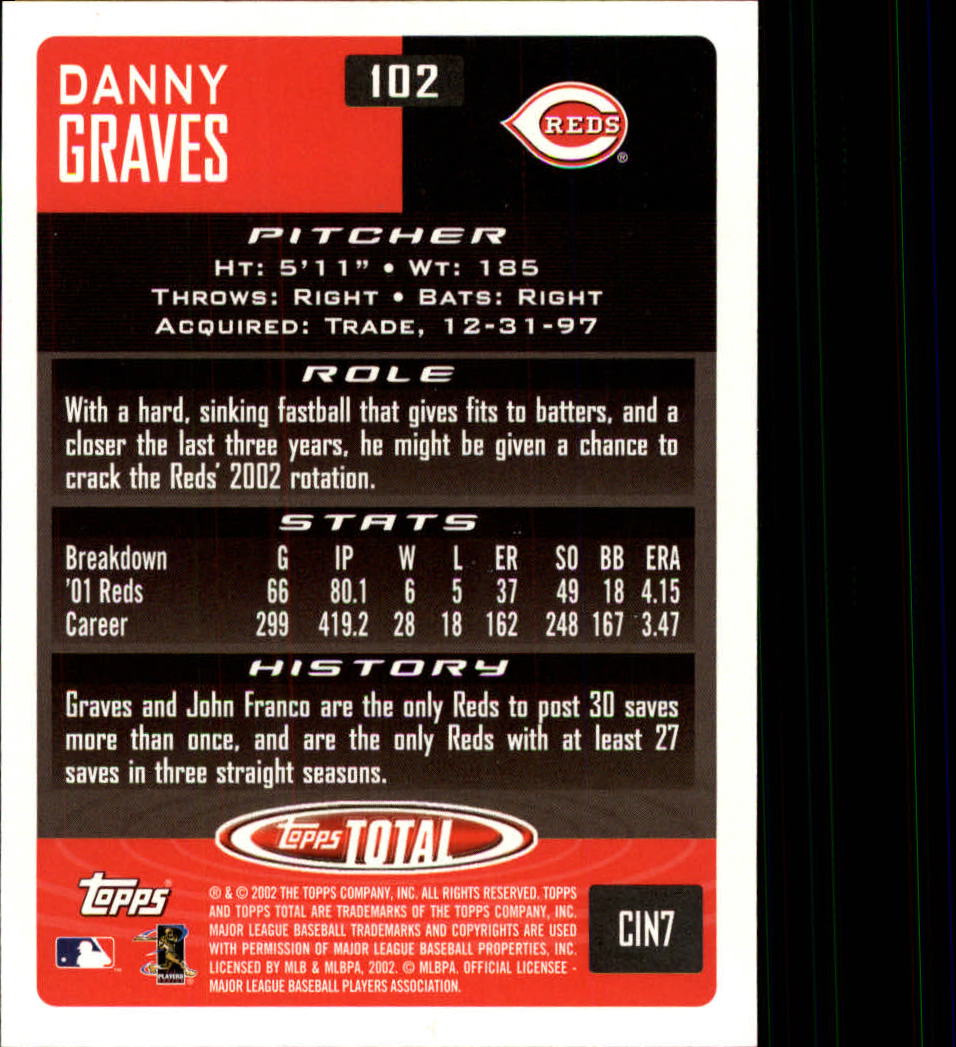 DANNY
GRAVES
102
REDS
®
PITCHER
HT: 5'11" • WT: 185
THROWS: RIGHT • BATS: RIGHT
ACQUIRED: TRADE, 12-31-97
ROLE
With a hard, sinking fastball that gives fits to batters, and a
closer the last three years, he might be given a chance to
crack the Reds' 2002 rotation.
STATS
Breakdown G IP W L ER SO BB ERA
'01 Reds 66 80.1 6 5 37 49 18 4.15
Career 299 419.2 28 18 162 248 167 3.47
HISTORY
Graves and John Franco are the only Reds to post 30 saves
more than once, and are the only Reds with at least 27
saves in three straight seasons.
topps TOTAL
topps
® & © 2002 THE TOPPS COMPANY, INC. ALL RIGHTS RESERVED. TOPPS
AND TOPPS TOTAL ARE TRADEMARKS OF THE TOPPS COMPANY, INC.
MAJOR LEAGUE BASEBALL TRADEMARKS AND COPYRIGHTS ARE USED
WITH PERMISSION OF MAJOR LEAGUE BASEBALL PROPERTIES, INC.
LICENSED BY MLB & MLBPA, 2002. © MLBPA. OFFICIAL LICENSEE -
MAJOR LEAGUE BASEBALL PLAYERS ASSOCIATION.
CIN7
PLAYERS